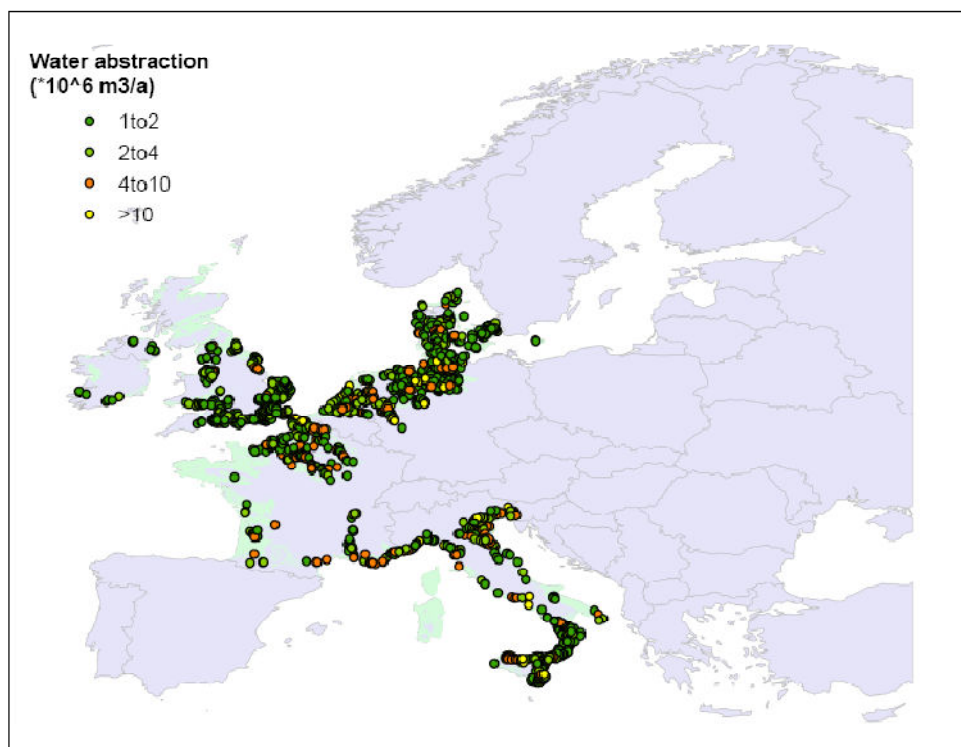 Water abstraction
(*10^6 m3/a)
1to2
2to4
4to10
>10